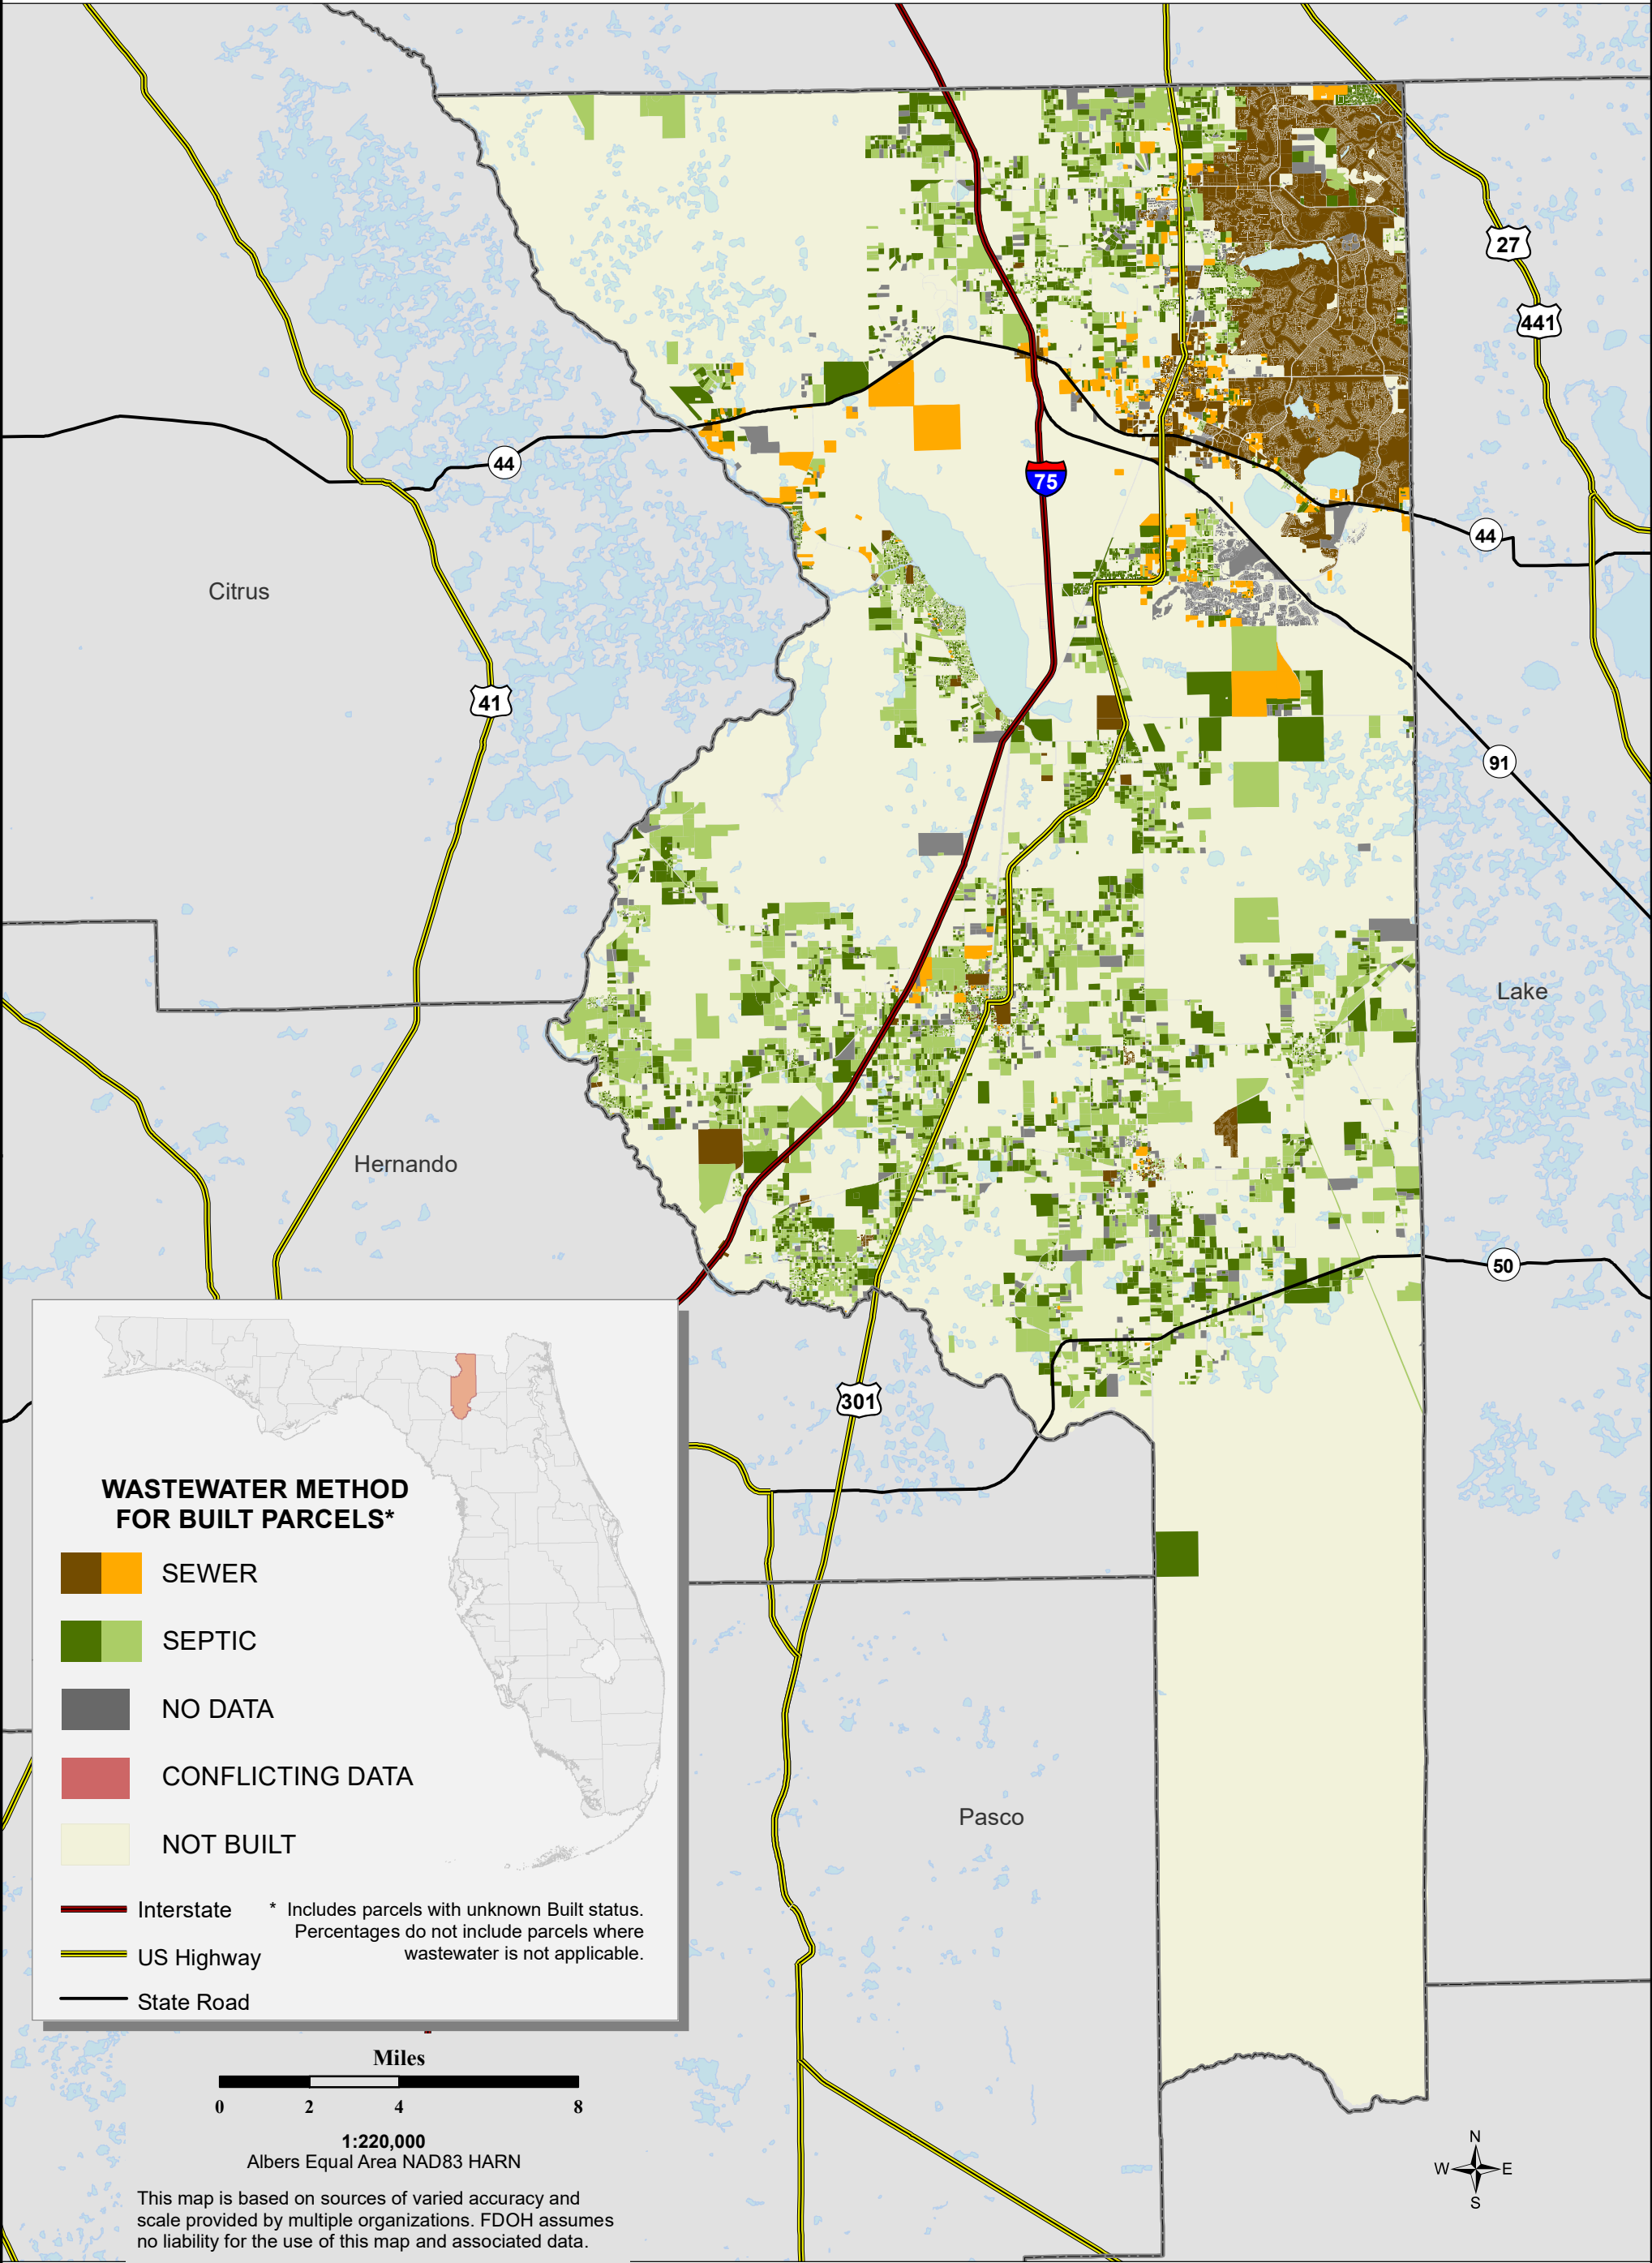 27
441
44
75
44
Citrus
41
91
Lake
Hernando
50
301
WASTEWATER METHOD
FOR BUILT PARCELS*
SEWER
SEPTIC
NO DATA
CONFLICTING DATA
NOT BUILT
Interstate
US Highway
State Road
* Includes parcels with unknown Built status.
Percentages do not include parcels where
wastewater is not applicable.
Pasco
Miles
0 2 4 8
1:220,000
Albers Equal Area NAD83 HARN
This map is based on sources of varied accuracy and
scale provided by multiple organizations. FDOH assumes
no liability for the use of this map and associated data.
N
W E
S